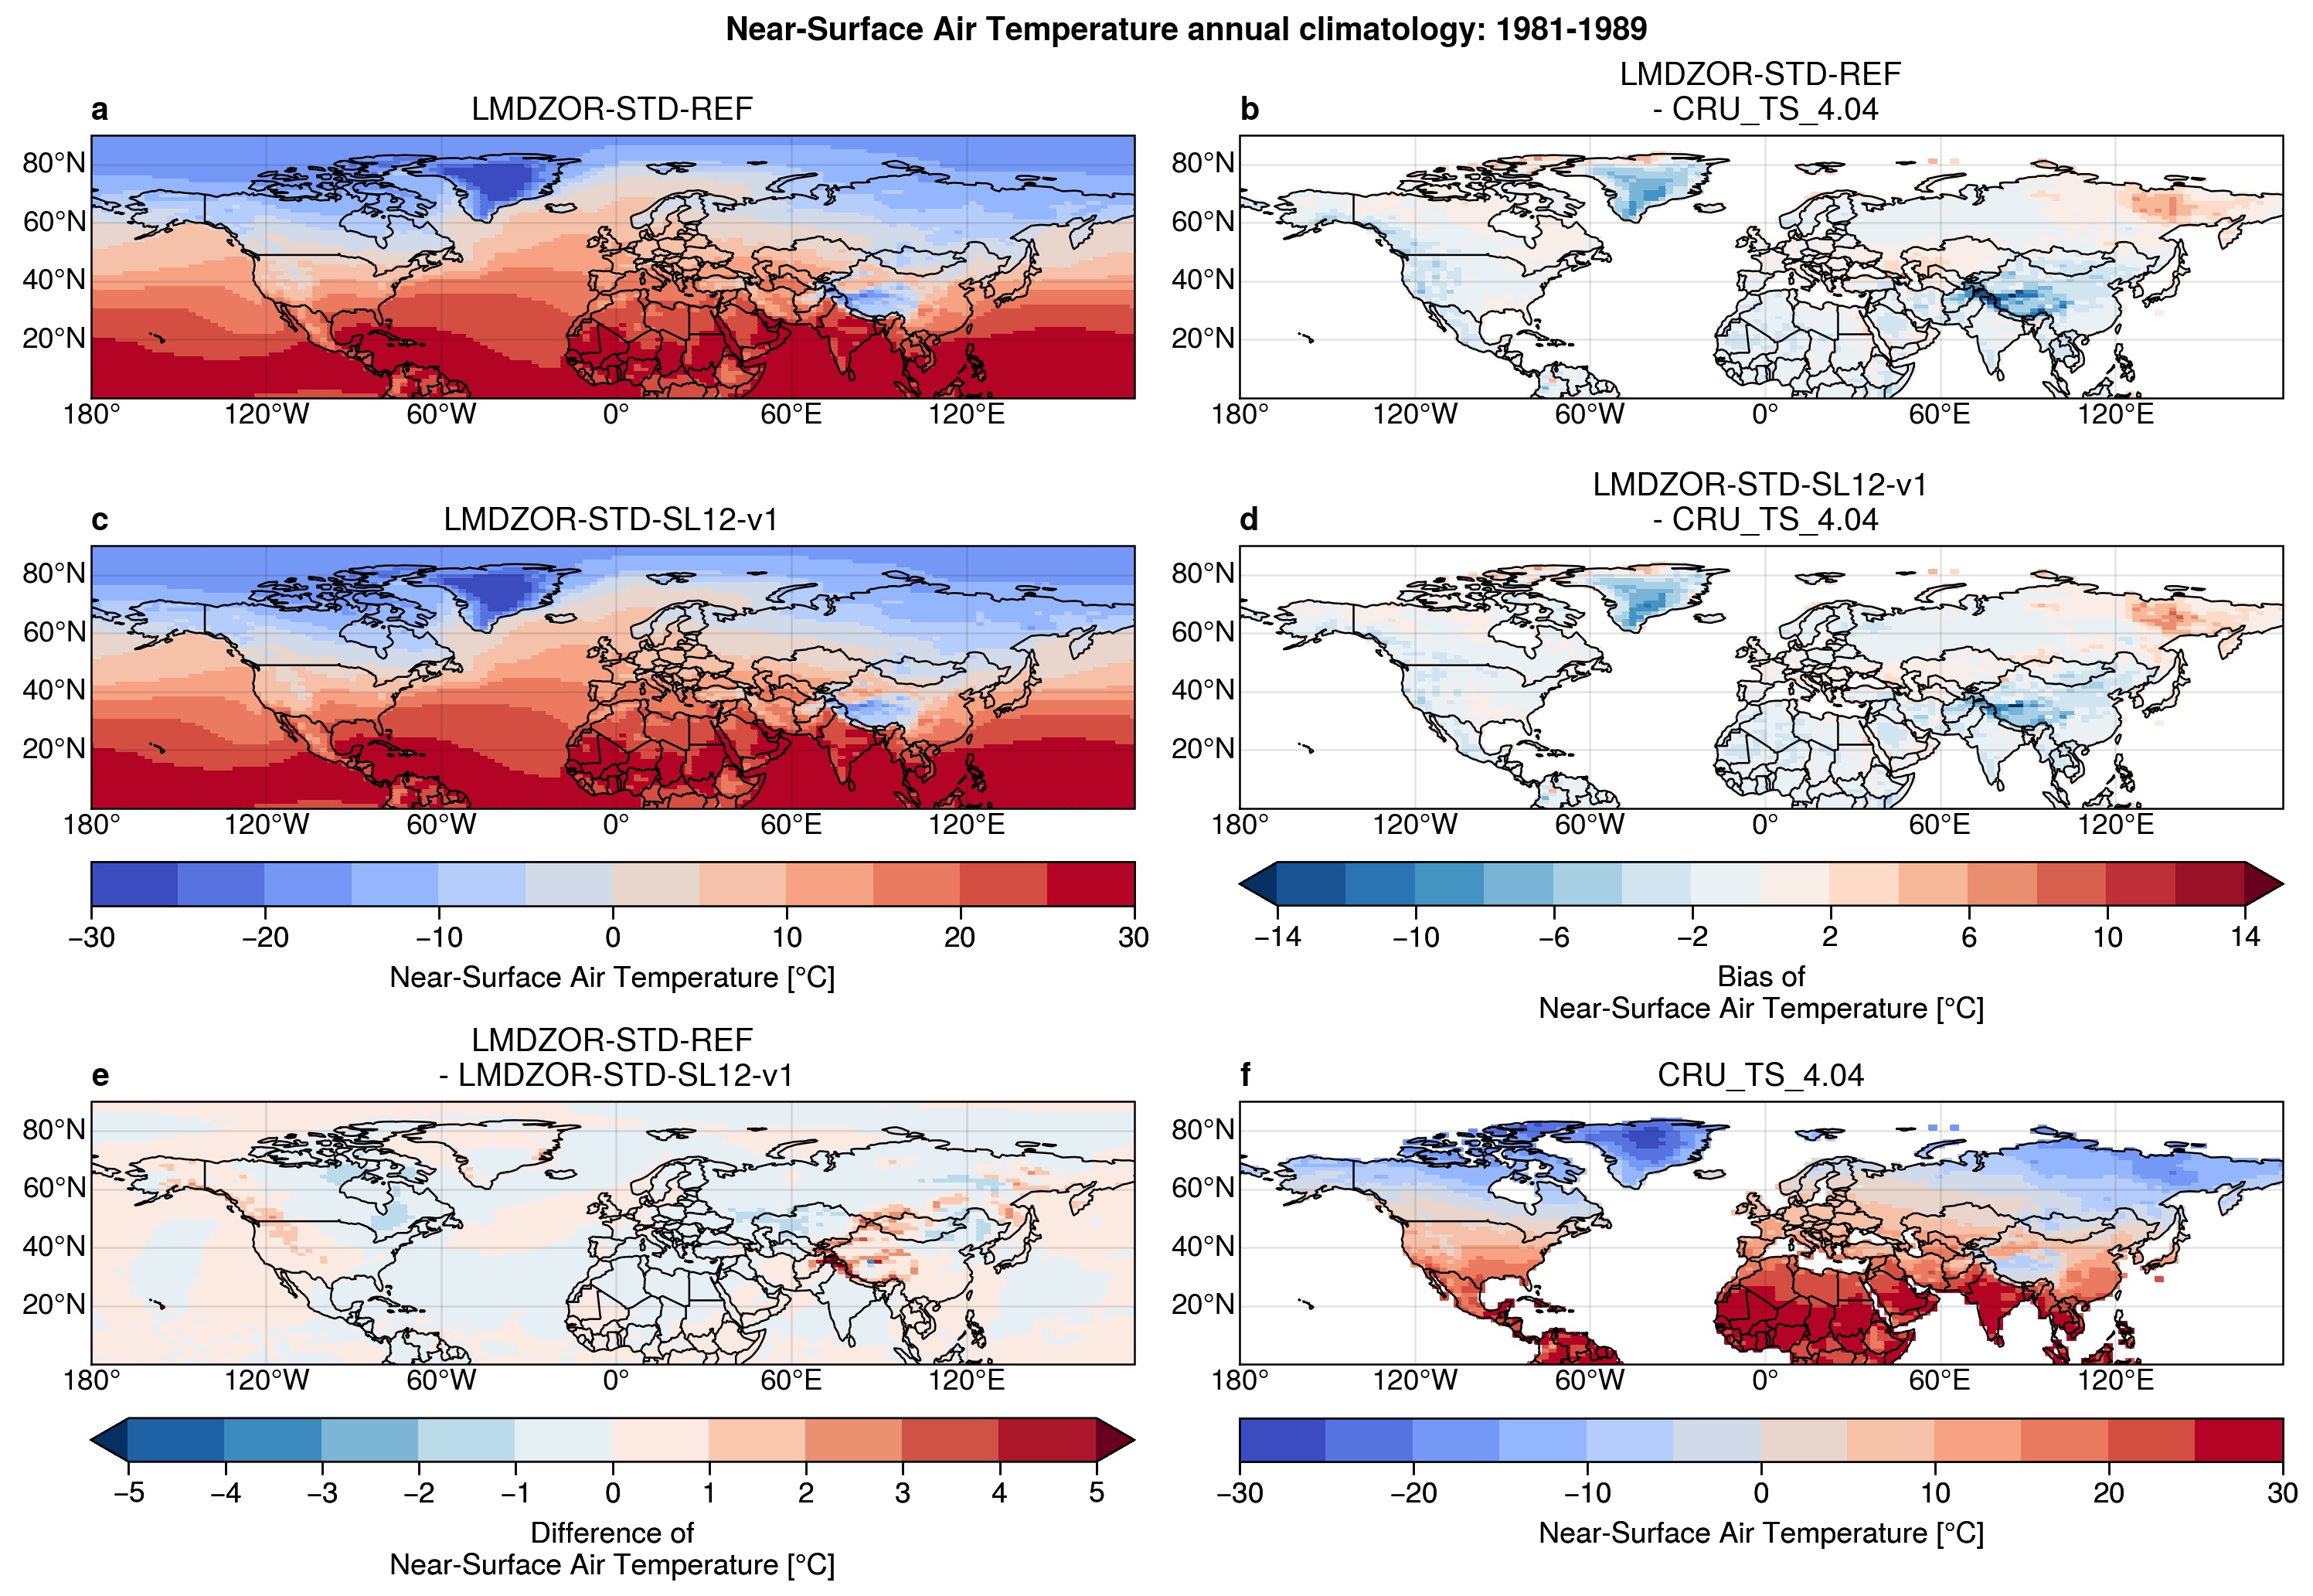 Near-Surface Air Temperature annual climatology: 1981-1989
a
LMDZOR-STD-REF
80°N
60°N
40°N
20°N
180°
120°W
60°W
0°
60°E
120°E
b
LMDZOR-STD-REF
- CRU_TS_4.04
80°N
60°N
40°N
20°N
180°
120°W
60°W
0°
60°E
120°E
c
LMDZOR-STD-SL12-v1
80°N
60°N
40°N
20°N
180°
120°W
60°W
0°
60°E
120°E
−30
−20
−10
0
10
20
30
Near-Surface Air Temperature [°C]
d
LMDZOR-STD-SL12-v1
- CRU_TS_4.04
80°N
60°N
40°N
20°N
180°
120°W
60°W
0°
60°E
120°E
−14
−10
−6
−2
2
6
10
14
Bias of
Near-Surface Air Temperature [°C]
e
LMDZOR-STD-REF
- LMDZOR-STD-SL12-v1
80°N
60°N
40°N
20°N
180°
120°W
60°W
0°
60°E
120°E
−5
−4
−3
−2
−1
0
1
2
3
4
5
Difference of
Near-Surface Air Temperature [°C]
f
CRU_TS_4.04
80°N
60°N
40°N
20°N
180°
120°W
60°W
0°
60°E
120°E
−30
−20
−10
0
10
20
30
Near-Surface Air Temperature [°C]